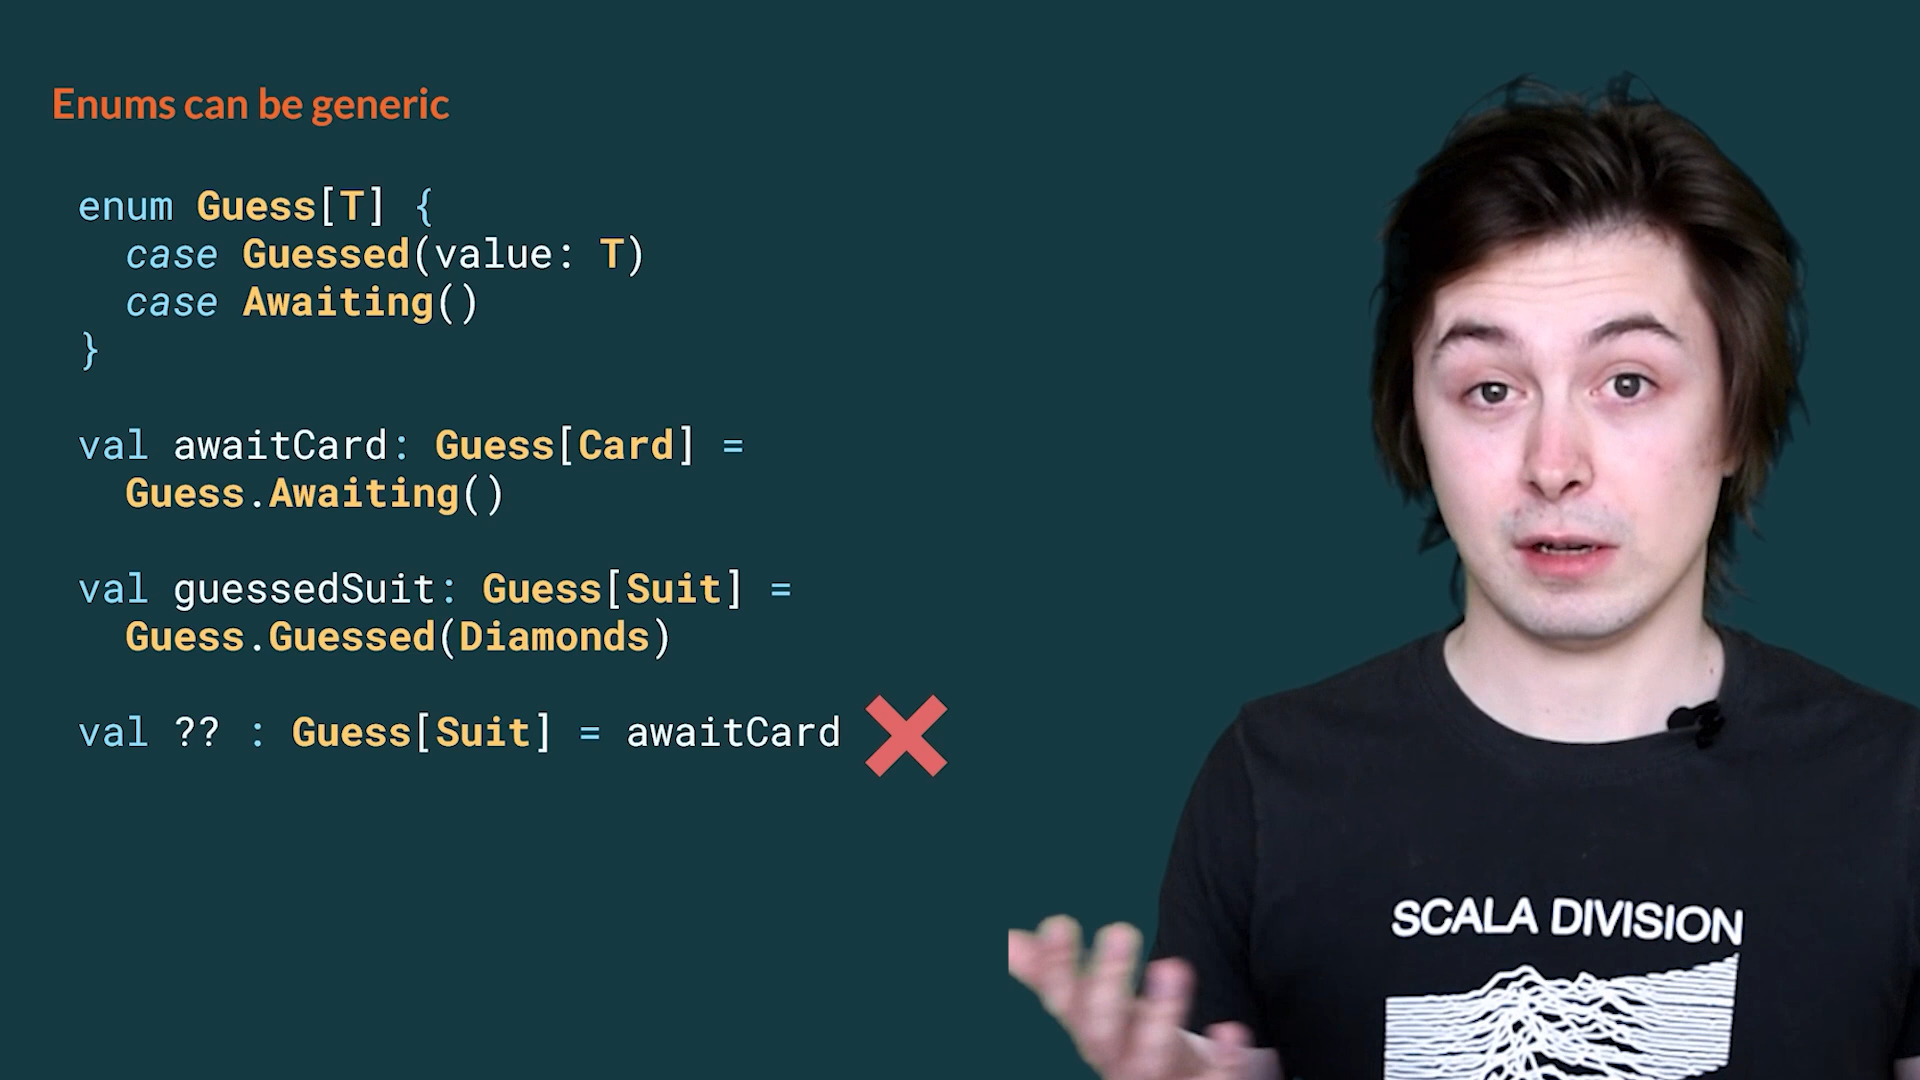 Enums can be generic
enum Guess[T] {
case Guessed(value: T)
case Awaiting()
}
val awaitCard: Guess[Card] =
Guess.Awaiting()
val guessedSuit: Guess[Suit] =
Guess.Guessed(Diamonds)
val ?? : Guess[Suit] = awaitCard
SCALA DIVISION